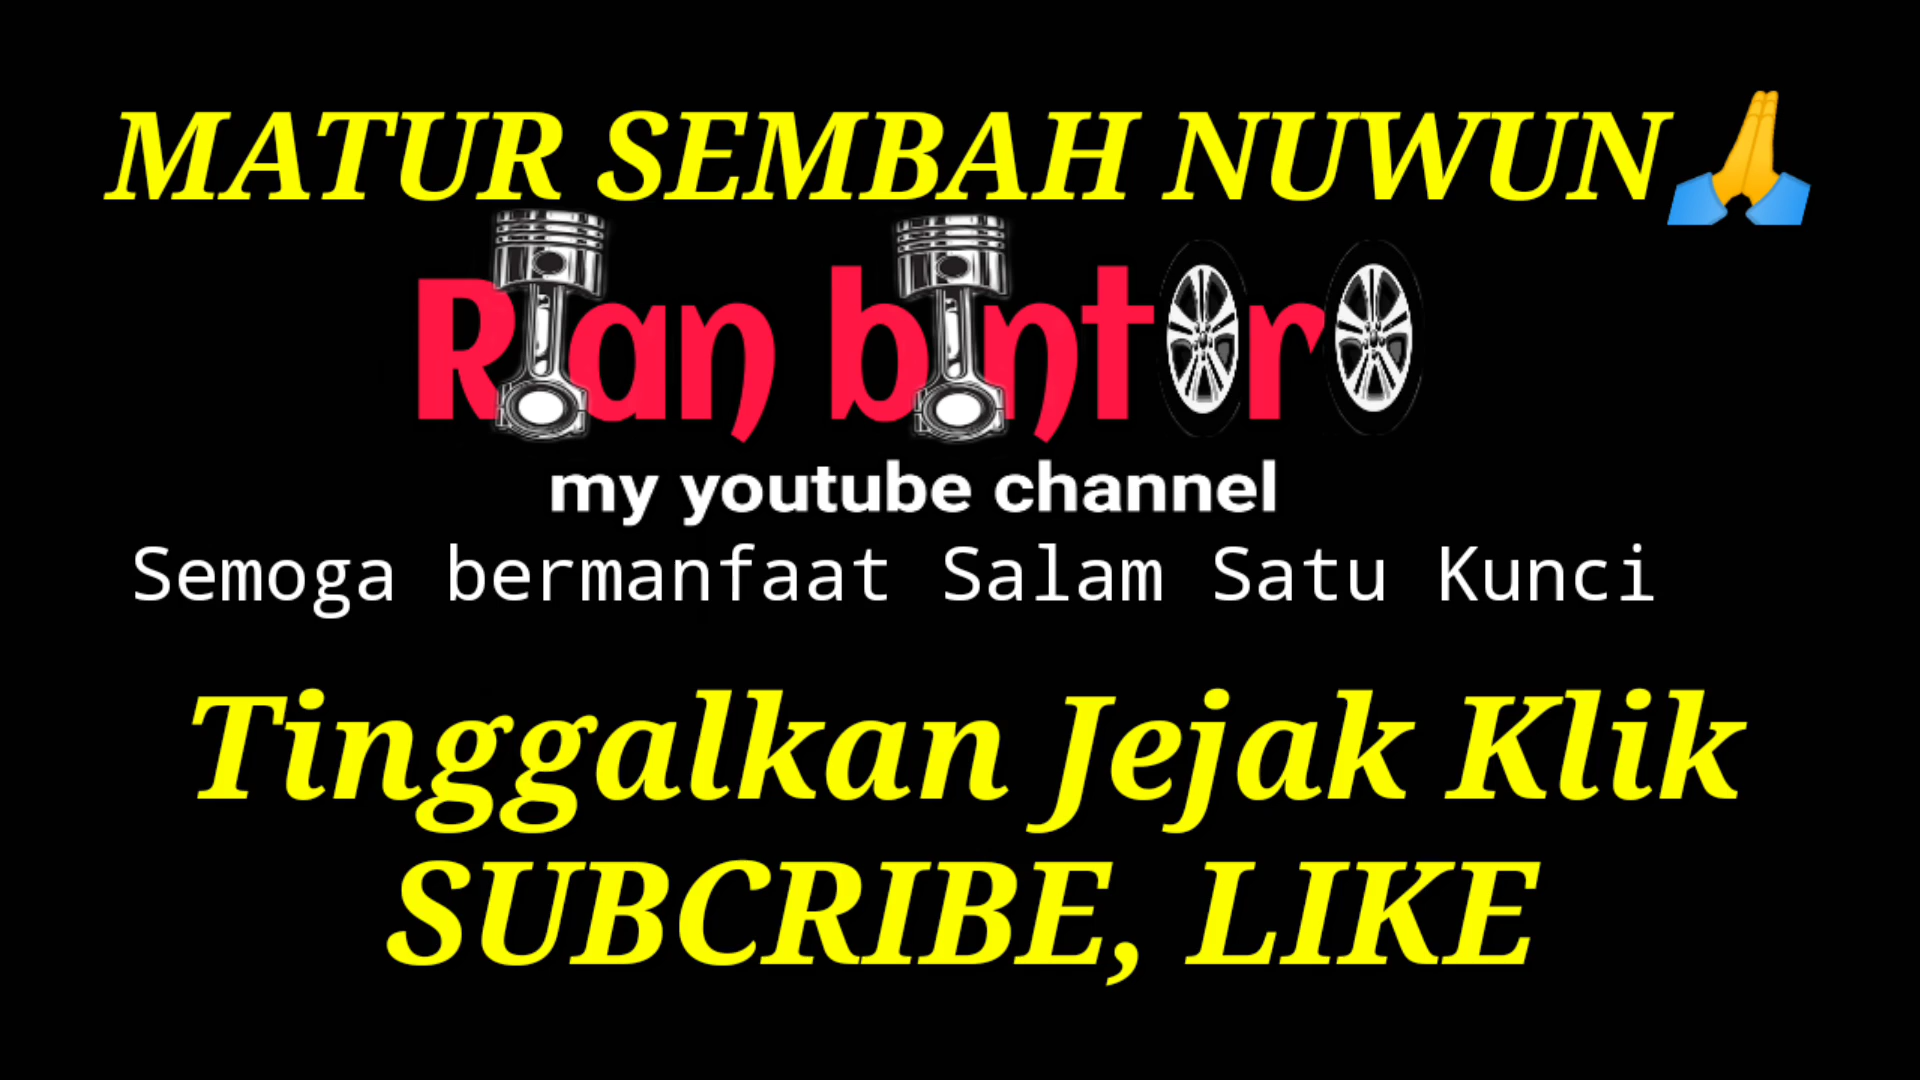 MATUR SEMBAH NUWUN🙏
Rian bintoro
my youtube channel
Semoga bermanfaat Salam Satu Kunci
Tinggalkan Jejak Klik
SUBCRIBE, LIKE